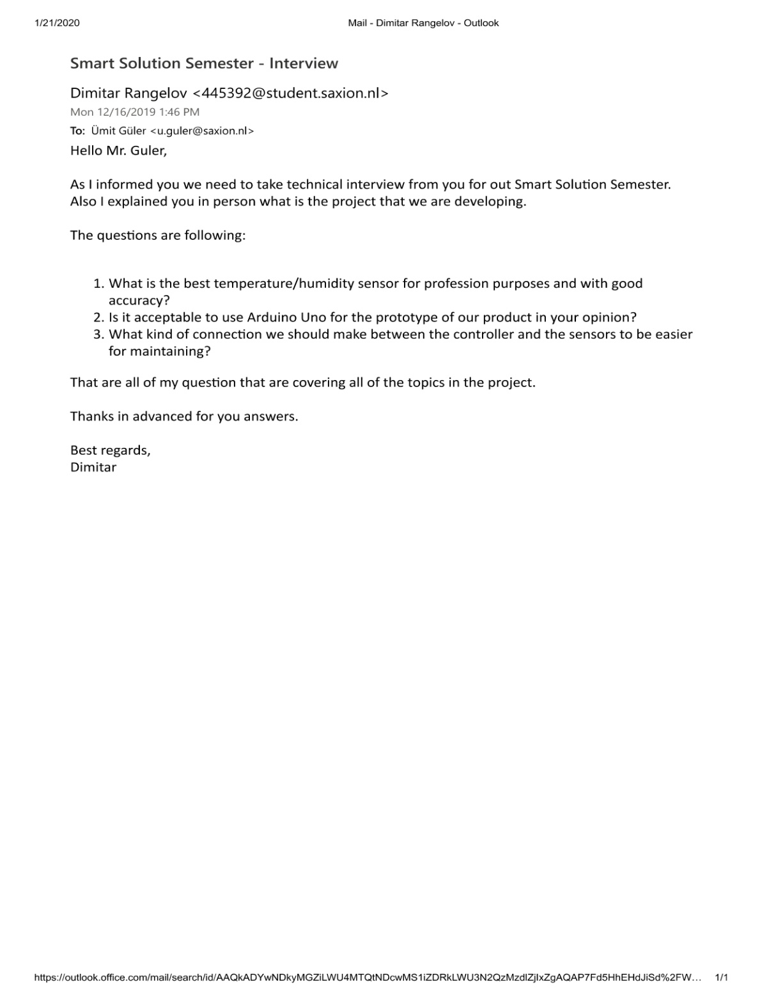 1/21/2020
Mail - Dimitar Rangelov - Outlook
Smart Solution Semester - Interview
Dimitar Rangelov <445392@student.saxion.nl>
Mon 12/16/2019 1:46 PM
To: Ümit Güler <u.guler@saxion.nl>
Hello Mr. Guler,
As I informed you we need to take technical interview from you for out Smart Solution Semester.
Also I explained you in person what is the project that we are developing.
The questions are following:
1. What is the best temperature/humidity sensor for profession purposes and with good
accuracy?
2. Is it acceptable to use Arduino Uno for the prototype of our product in your opinion?
3. What kind of connection we should make between the controller and the sensors to be easier
for maintaining?
That are all of my question that are covering all of the topics in the project.
Thanks in advanced for you answers.
Best regards,
Dimitar
https://outlook.office.com/mail/search/id/AAQkADYwNDkyMGZiLWU4MTQtNDcwMS1iZDRkLWU3N2QzMzdlZjIxZgAQAP7Fd5HhEHdJiSd%2FW… 1/1